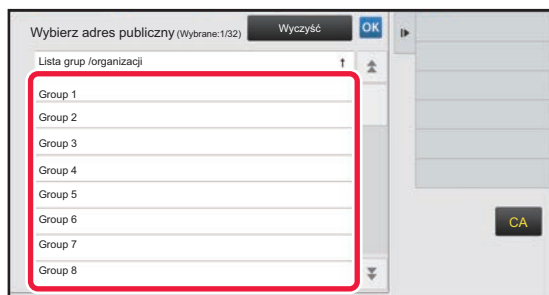 Wybierz adres publiczny (Wybrane:1/32) Wyczyść OK
Lista grup /organizacji ↑
Group 1
Group 2
Group 3
Group 4
Group 5
Group 6
Group 7
Group 8
CA